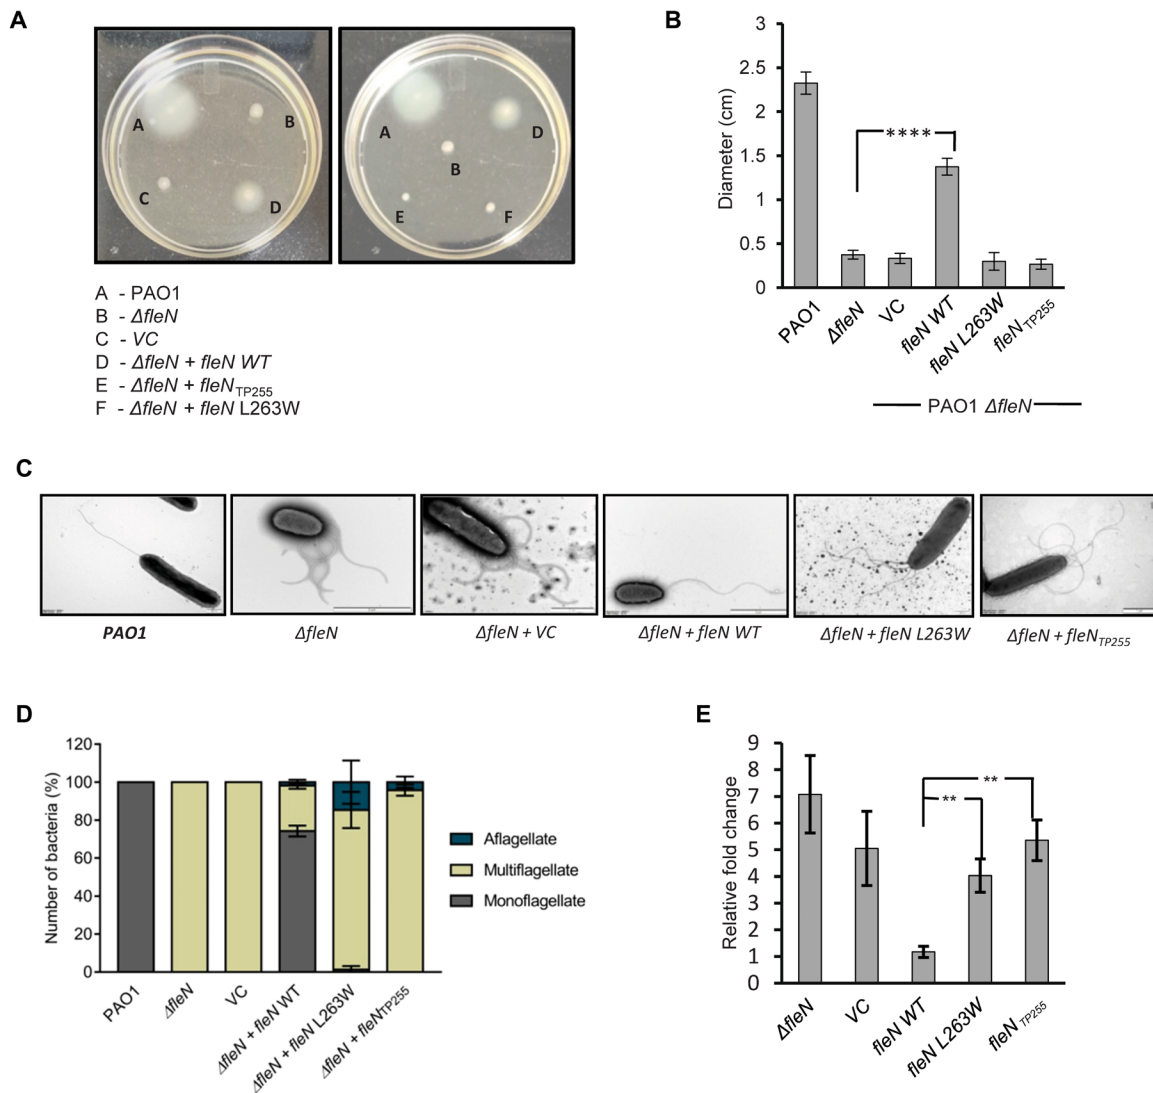 A
A
B
C
D
A
D
B
E
F
A - PAO1
B - ΔfleN
C - VC
D - ΔfleN + fleN WT
E - ΔfleN + fleNTP255
F - ΔfleN + fleN L263W
B
Diameter (cm)
3
2.5
2
1.5
1
0.5
0
****
PAO1
ΔfleN
VC
fleN WT
fleN L263W
fleN TP255
PAO1 ΔfleN
C
PAO1
ΔfleN
ΔfleN + VC
ΔfleN + fleN WT
ΔfleN + fleN L263W
ΔfleN + fleNTP255
D
Number of bacteria (%)
120
100
80
60
40
20
0
PAO1
ΔfleN
VC
ΔfleN + fleN WT
ΔfleN + fleN L263W
ΔfleN + fleNTP255
Aflagellate
Multiflagellate
Monoflagellate
E
Relative fold change
9
8
7
6
5
4
3
2
1
0
**
**
ΔfleN
VC
fleN WT
fleN L263W
fleN TP255